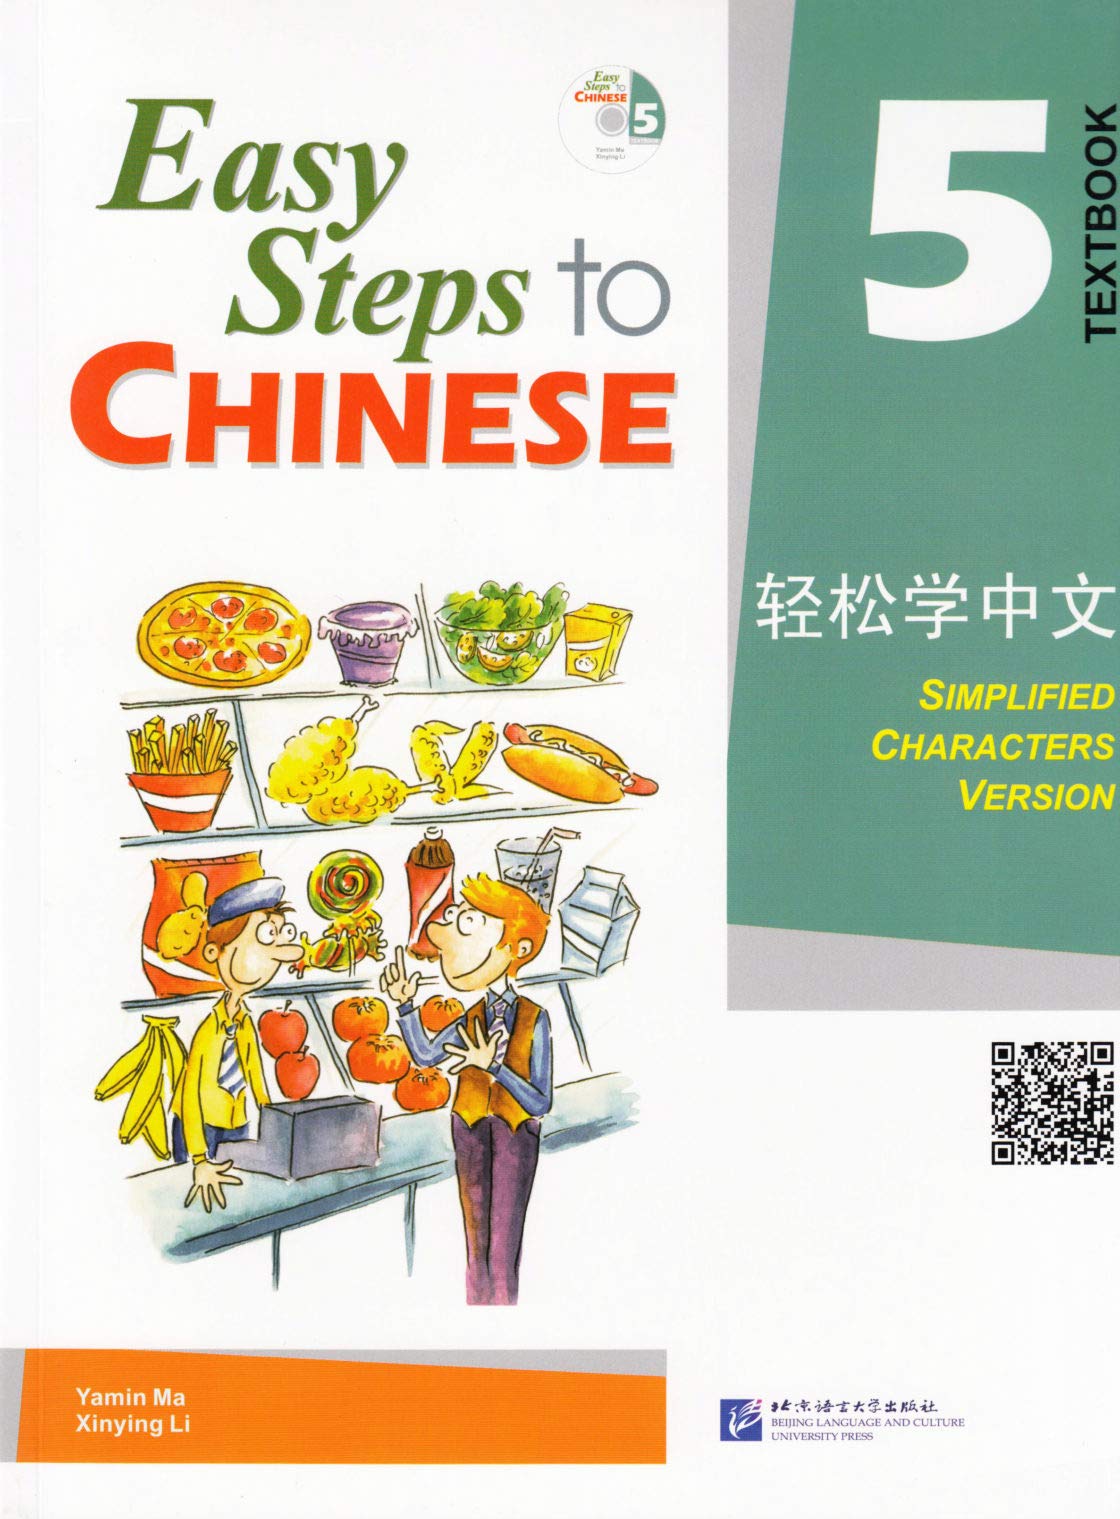 Easy
Steps to
CHINESE
Easy
Steps to
CHINESE
5
TEXTBOOK
Yamin Ma
Xinying Li
5
TEXTBOOK
轻松学中文
SIMPLIFIED
CHARACTERS
VERSION
Yamin Ma
Xinying Li
北京语言大学出版社
BEIJING LANGUAGE AND CULTURE
UNIVERSITY PRESS